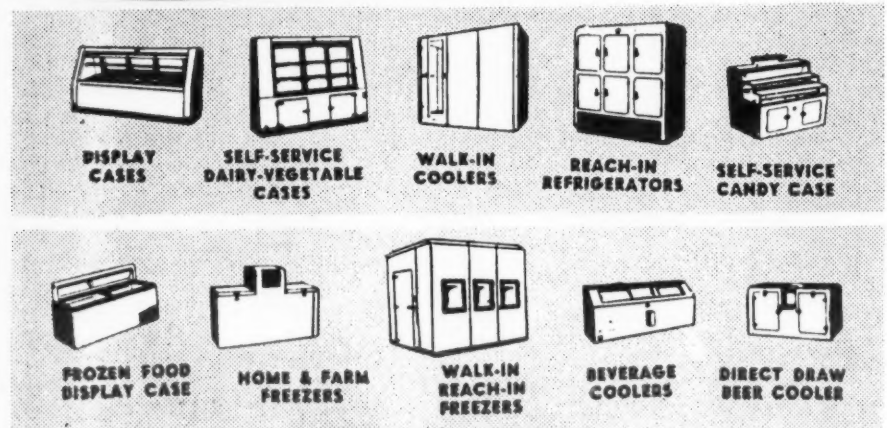 DISPLAY
CASES
SELF-SERVICE
DAIRY-VEGETABLE
CASES
WALK-IN
COOLERS
REACH-IN
REFRIGERATORS
SELF-SERVICE
CANDY CASE
FROZEN FOOD
DISPLAY CASE
HOME & FARM
FREEZERS
WALK-IN
REACH-IN
FREEZERS
BEVERAGE
COOLERS
DIRECT DRAW
BEER COOLER